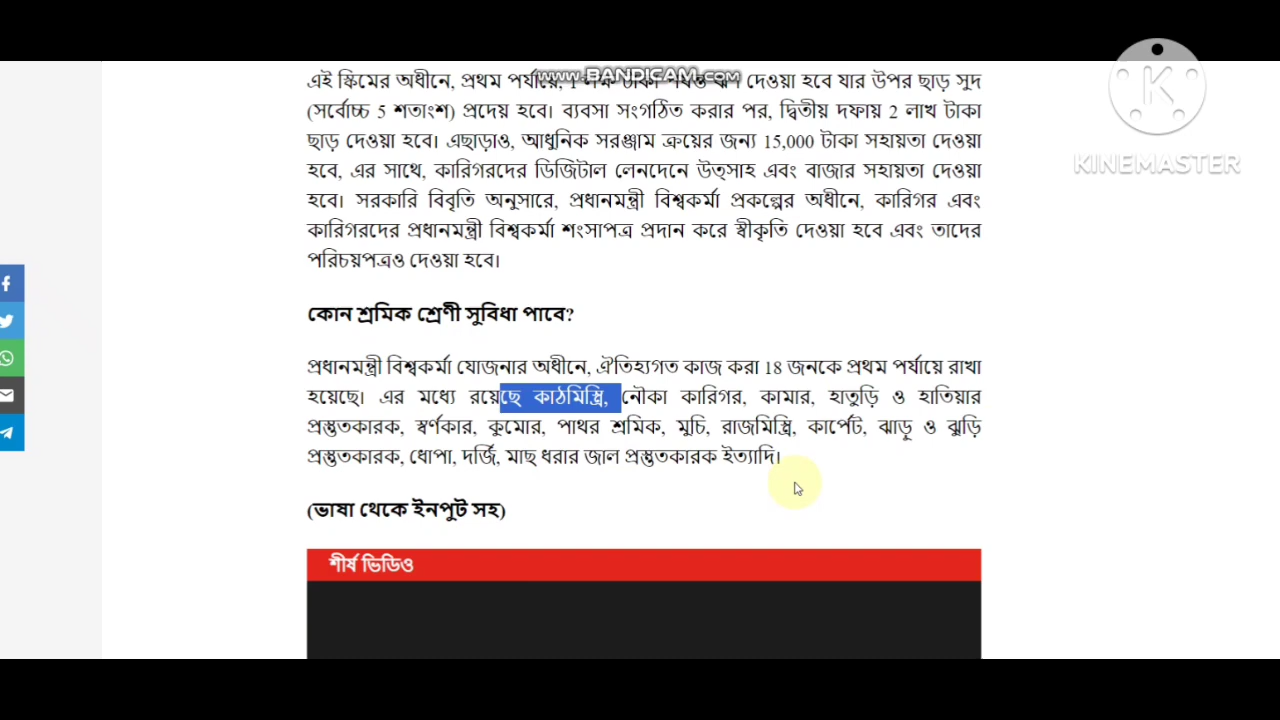 এই স্কিমের অধীনে, প্রথম পর্যায়ে, 1 লক্ষ টাকা পর্যন্ত ঋণ দেওয়া হবে যার উপর ছাড় সুদ
www.BANDICAM.com
(সর্বোচ্চ 5 শতাংশ) প্রদেয় হবে। ব্যবসা সংগঠিত করার পর, দ্বিতীয় দফায় 2 লাখ টাকা
ছাড় দেওয়া হবে। এছাড়াও, আধুনিক সরঞ্জাম ক্রয়ের জন্য 15,000 টাকা সহায়তা দেওয়া
KINEMASTER
হবে, এর সাথে, কারিগরদের ডিজিটাল লেনদেনে উত্সাহ এবং বাজার সহায়তা দেওয়া
হবে। সরকারি বিবৃতি অনুসারে, প্রধানমন্ত্রী বিশ্বকর্মা প্রকল্পের অধীনে, কারিগর এবং
কারিগরদের প্রধানমন্ত্রী বিশ্বকর্মা শংসাপত্র প্রদান করে স্বীকৃতি দেওয়া হবে এবং তাদের
পরিচয়পত্রও দেওয়া হবে।
কোন শ্রমিক শ্রেণী সুবিধা পাবে?
প্রধানমন্ত্রী বিশ্বকর্মা যোজনার অধীনে, ঐতিহ্যগত কাজ করা 18 জনকে প্রথম পর্যায়ে রাখা
হয়েছে। এর মধ্যে রয়েছে কাঠমিস্ত্রি, নৌকা কারিগর, কামার, হাতুড়ি ও হাতিয়ার
প্রস্তুতকারক, স্বর্ণকার, কুমোর, পাথর শ্রমিক, মুচি, রাজমিস্ত্রি, কার্পেট, ঝাড়ু ও ঝুড়ি
প্রস্তুতকারক, ধোপা, দর্জি, মাছ ধরার জাল প্রস্তুতকারক ইত্যাদি।
(ভাষা থেকে ইনপুট সহ)
শীর্ষ ভিডিও